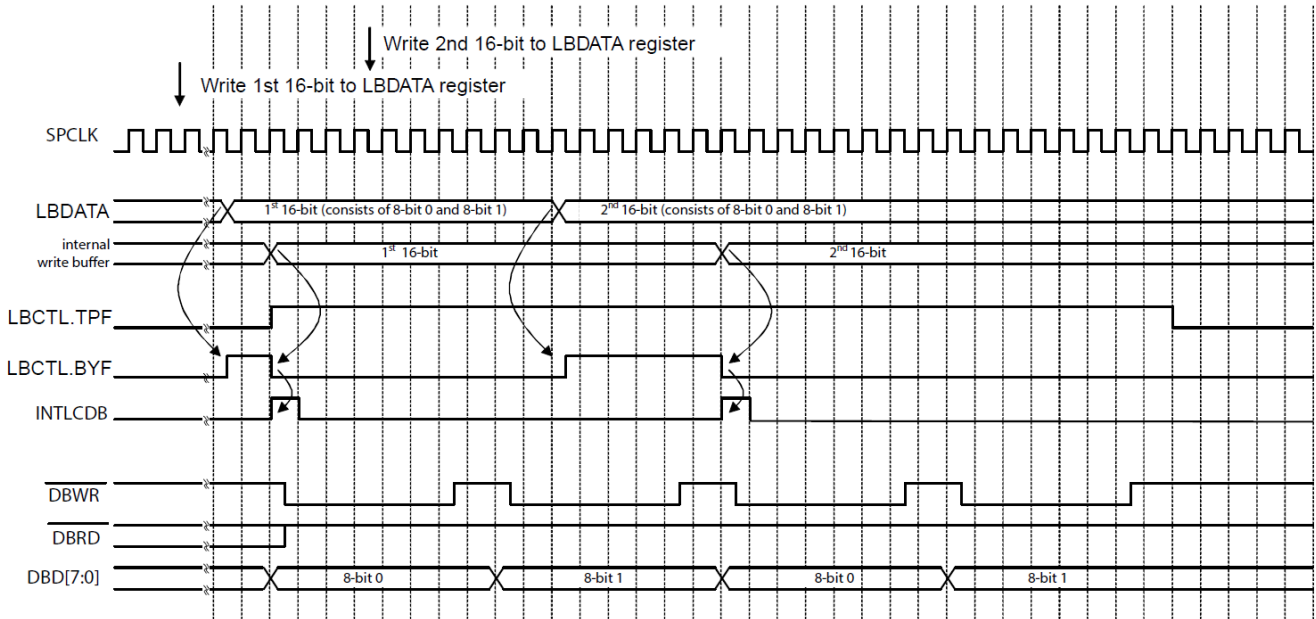 Write 2nd 16-bit to LBDATA register
Write 1st 16-bit to LBDATA register
SPCLK
LBDATA
1st 16-bit (consists of 8-bit 0 and 8-bit 1)
2nd 16-bit (consists of 8-bit 0 and 8-bit 1)
internal
write buffer
1st 16-bit
2nd 16-bit
LBCTL.TPF
LBCTL.BYF
INTLCDB
DBWR
DBRD
DBD[7:0]
8-bit 0
8-bit 1
8-bit 0
8-bit 1